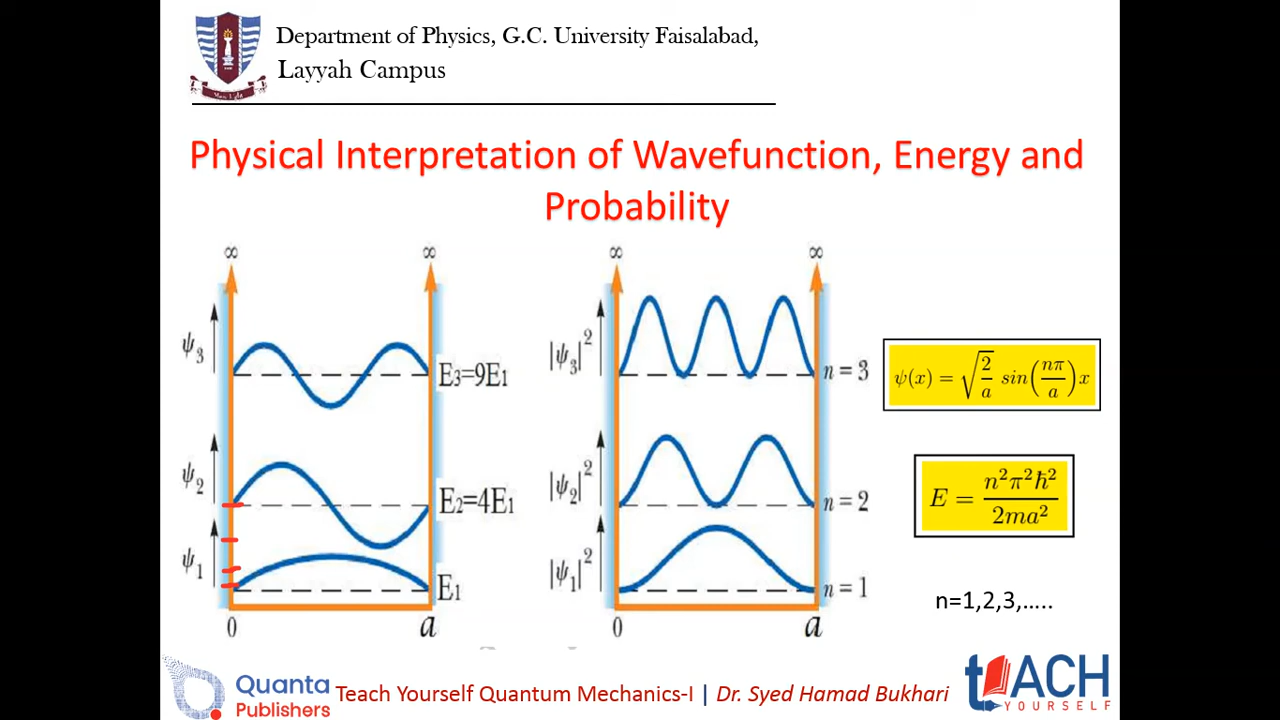 Department of Physics, G.C. University Faisalabad,
Layyah Campus
Physical Interpretation of Wavefunction, Energy and
Probability
∞ ∞ ∞ ∞
ψ₃ E₃=9E₁ |ψ₃|² n = 3
ψ(x) = √(2/a) sin(nπ/a)x
ψ₂ E₂=4E₁ |ψ₂|² n = 2
E = n²π²ħ²/2ma²
ψ₁ E₁ |ψ₁|² n = 1
n=1,2,3,.....
0 a 0 a
Quanta
Publishers
Teach Yourself Quantum Mechanics-I | Dr. Syed Hamad Bukhari
tEACH
YOURSELF